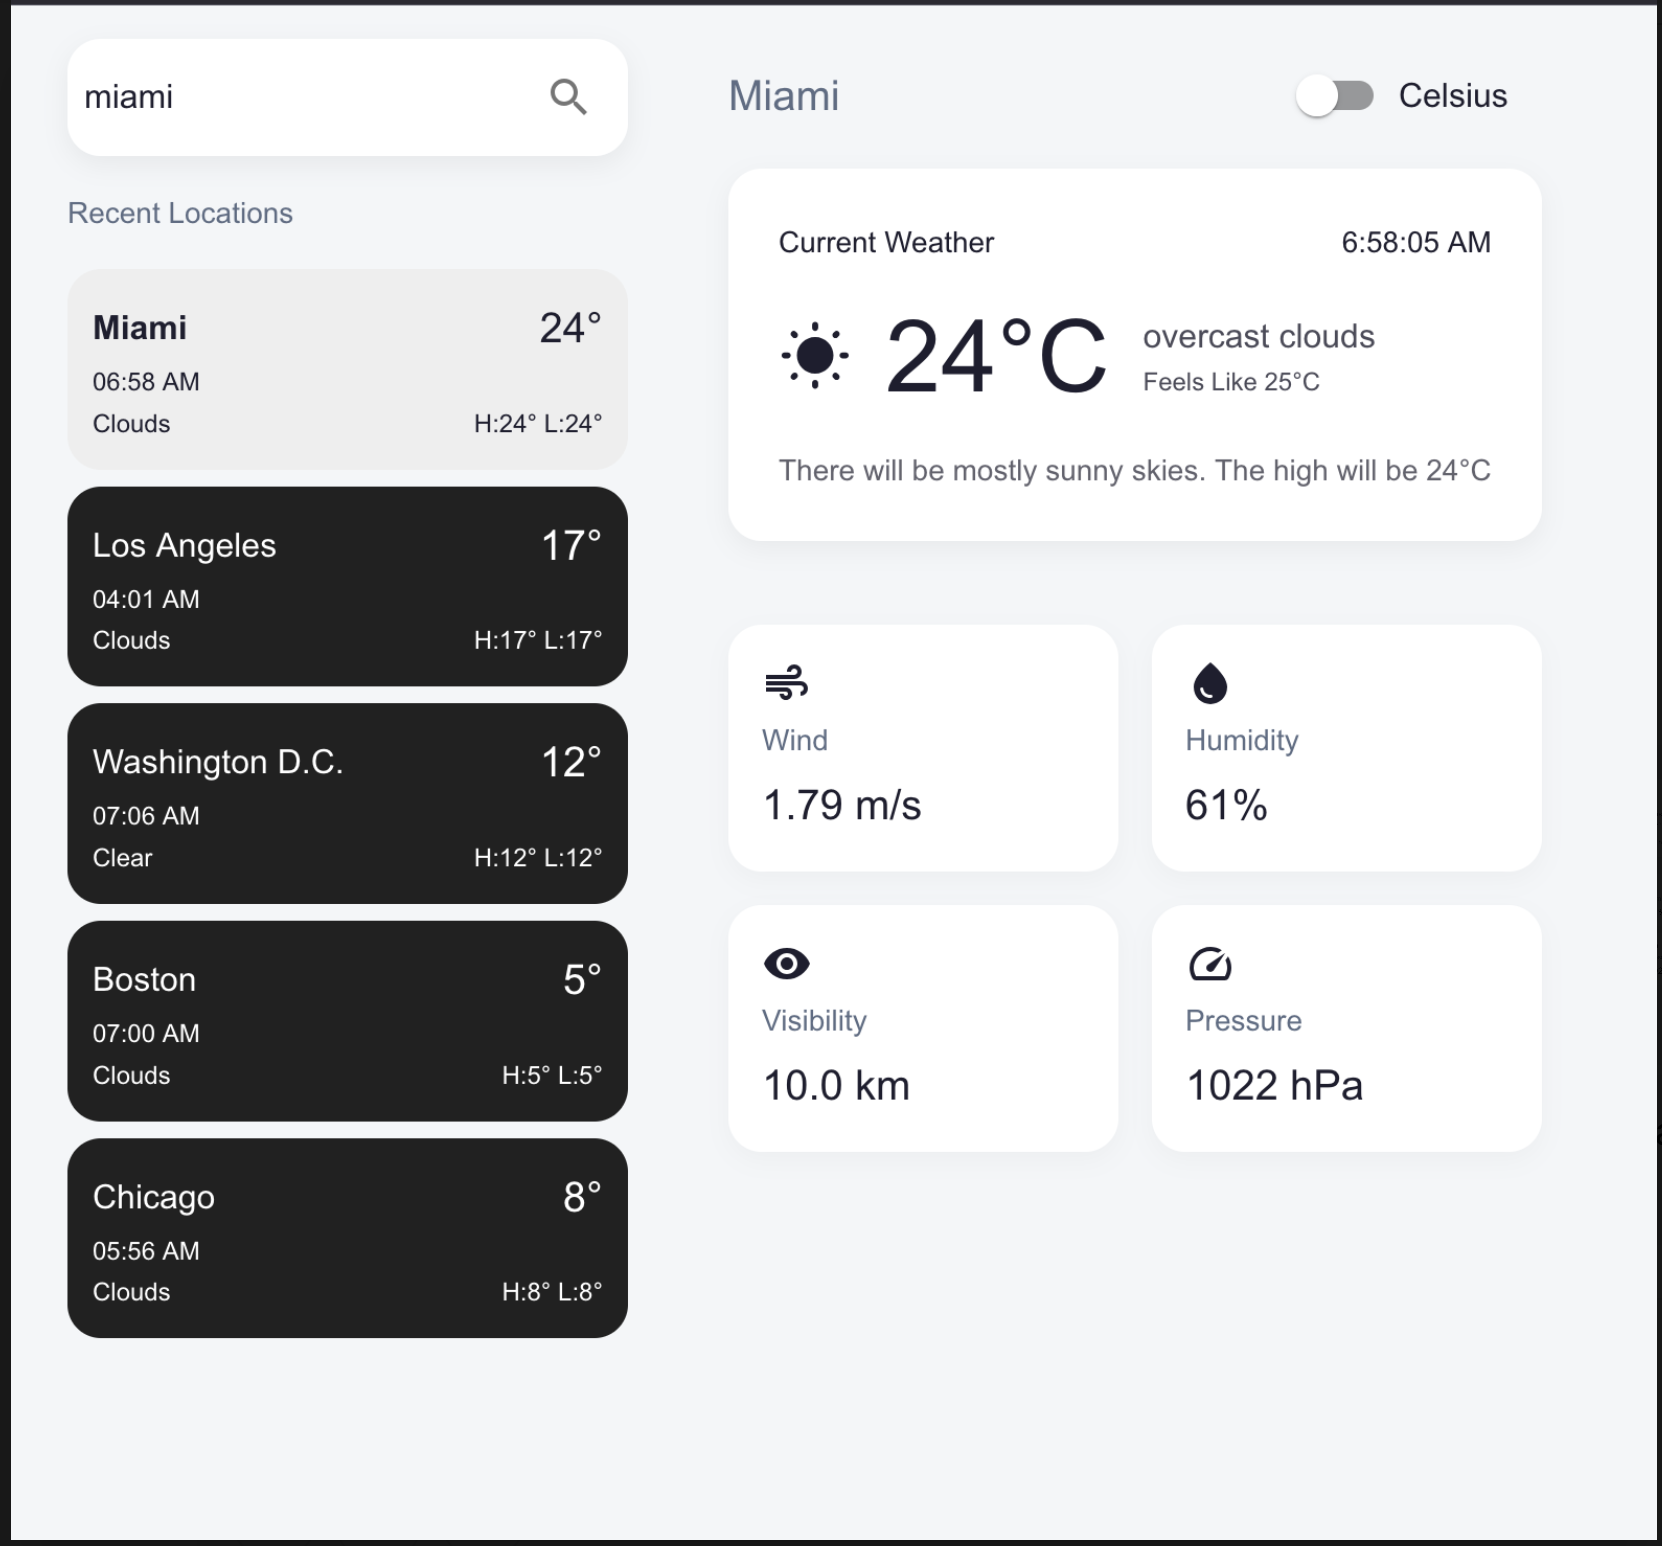 miami
Recent Locations
Miami 24°
06:58 AM
Clouds H:24° L:24°
Los Angeles 17°
04:01 AM
Clouds H:17° L:17°
Washington D.C. 12°
07:06 AM
Clear H:12° L:12°
Boston 5°
07:00 AM
Clouds H:5° L:5°
Chicago 8°
05:56 AM
Clouds H:8° L:8°
Miami Celsius
Current Weather 6:58:05 AM
24°C
overcast clouds
Feels Like 25°C
There will be mostly sunny skies. The high will be 24°C
Wind
1.79 m/s
Humidity
61%
Visibility
10.0 km
Pressure
1022 hPa